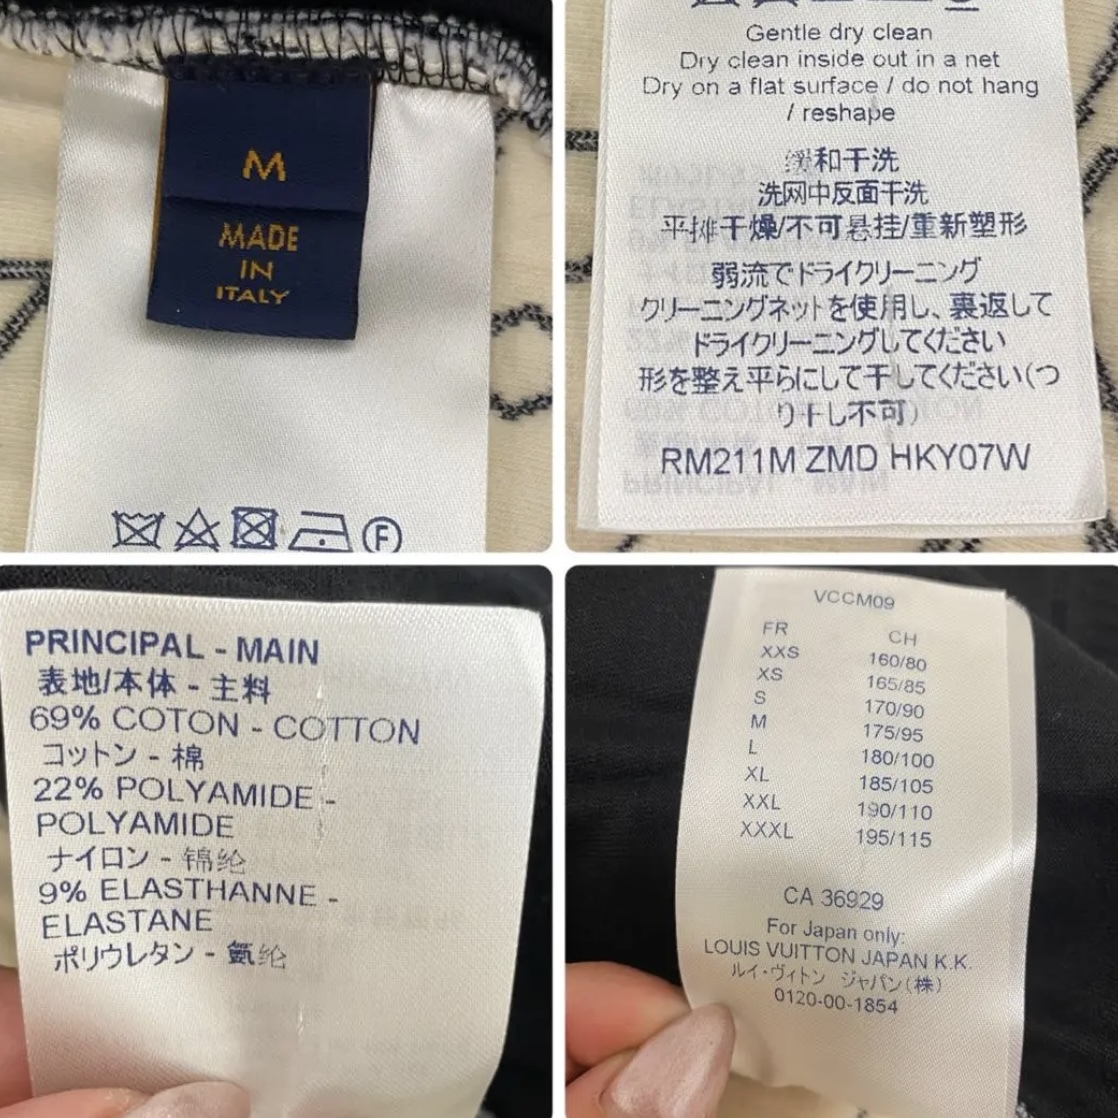 M
MADE
IN
ITALY
F
Gentle dry clean
Dry clean inside out in a net
Dry on a flat surface / do not hang
/ reshape
缓和干洗
洗网中反面干洗
平摊干燥/不可悬挂/重新塑形
弱流でドライクリーニング
クリーニングネットを使用し、裏返して
ドライクリーニングしてください
形を整え平らにして干してください(つ
り干し不可)
RM211M ZMD HKY07W
PRINCIPAL - MAIN
表地/本体 - 主料
69% COTON - COTTON
コットン - 棉
22% POLYAMIDE -
POLYAMIDE
ナイロン - 锦纶
9% ELASTHANNE -
ELASTANE
ポリウレタン - 氨纶
VCCM09
FR CH
XXS 160/80
XS 165/85
S 170/90
M 175/95
L 180/100
XL 185/105
XXL 190/110
XXXL 195/115
CA 36929
For Japan only:
LOUIS VUITTON JAPAN K.K.
ルイ・ヴィトン ジャパン(株)
0120-00-1854